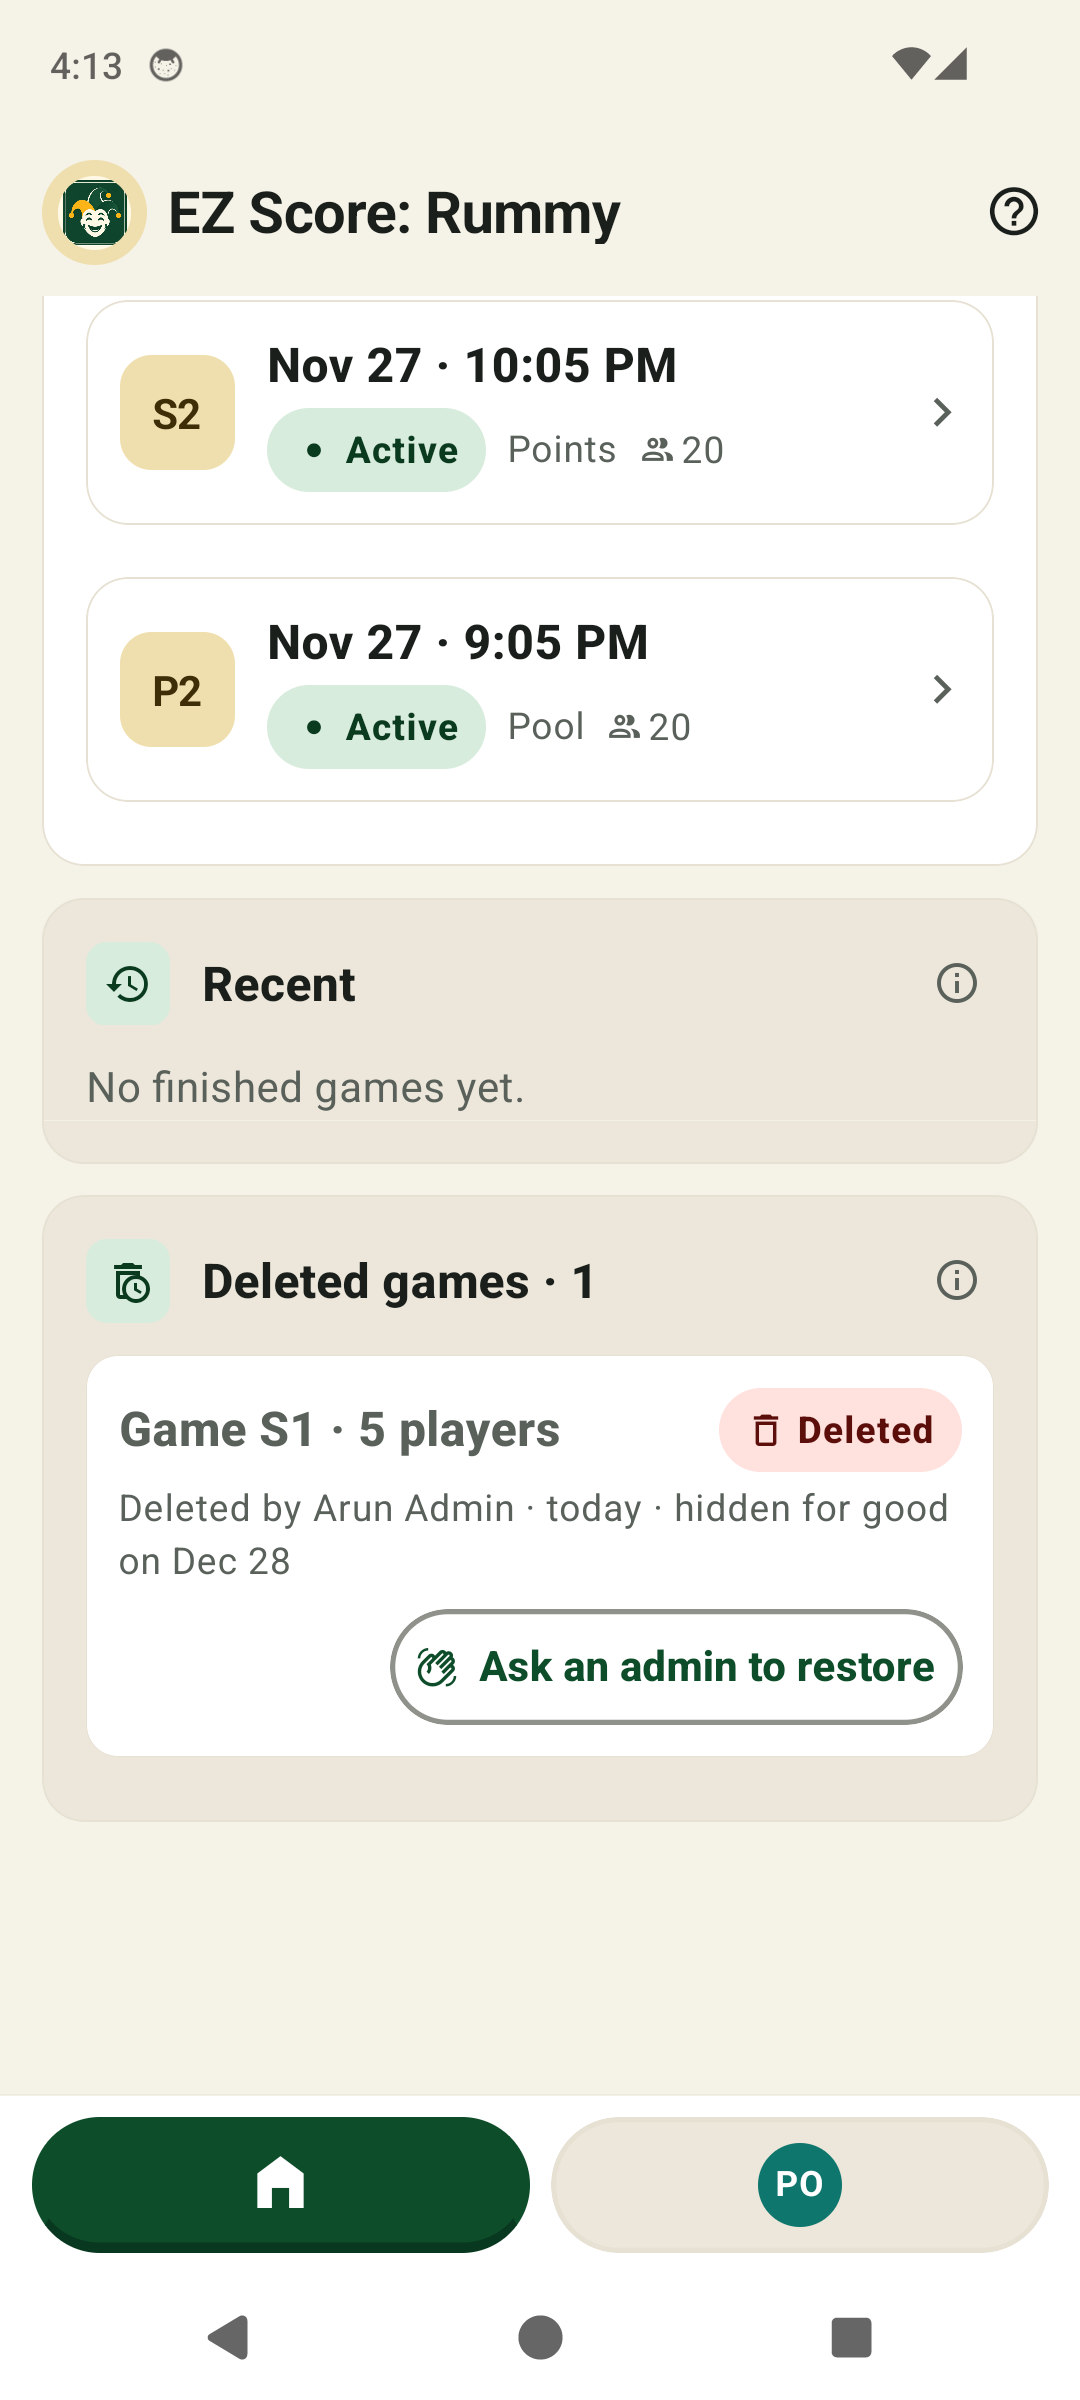 4:13
EZ Score: Rummy
S2
Nov 27 · 10:05 PM
Active
Points
20
P2
Nov 27 · 9:05 PM
Active
Pool
20
Recent
No finished games yet.
Deleted games · 1
Game S1 · 5 players
Deleted
Deleted by Arun Admin · today · hidden for good
on Dec 28
Ask an admin to restore
PO